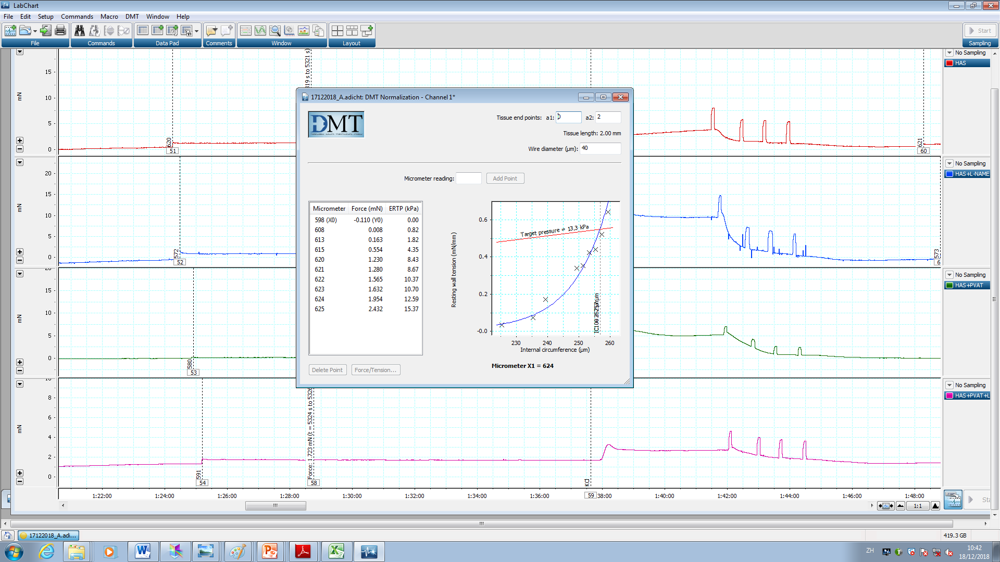 LabChart
File Edit Setup Commands Macro DMT Window Help
File Commands Data Pad Comments Window Layout
Start
Sampling
mN
15
10
5
0
620
51
819 s to 5321 s)
No Sampling
HAS
621
60
mN
20
15
10
5
0
572
52
No Sampling
HAS+L-NAME
573
6
mN
20
15
10
5
0
580
53
No Sampling
HAS+PVAT
mN
8
6
4
2
0
591
54
Force: 1.723 mN (t = 5324 s to 5326
58
KCl
59
No Sampling
HAS+PVAT+L
1:22:00 1:24:00 1:26:00 1:28:00 1:30:00 1:32:00 1:34:00 1:36:00 38:00 1:40:00 1:42:00 1:44:00 1:46:00 1:48:00
1:1
Sta
17122018_A.adicht: DMT Normalization - Channel 1*
DMT
Tissue end points: a1: a2: 2
Tissue length: 2.00 mm
Wire diameter (µm): 40
Micrometer reading: Add Point
Micrometer Force (mN) ERTP (kPa)
598 (X0) -0.110 (Y0) 0.00
608 0.008 0.82
613 0.163 1.82
615 0.554 4.35
620 1.230 8.43
621 1.280 8.67
622 1.565 10.37
623 1.632 10.70
624 1.954 12.59
625 2.432 15.37
Delete Point Force/Tension...
Resting wall tension (mN/mm)
0.6
0.4
0.2
-0.0
Target pressure = 13.3 kPa
230 240 250 260
Internal circumference (µm)
Micrometer X1 = 624
17122018_A.adi...
419.3 GB
ZH
10:42
18/12/2018